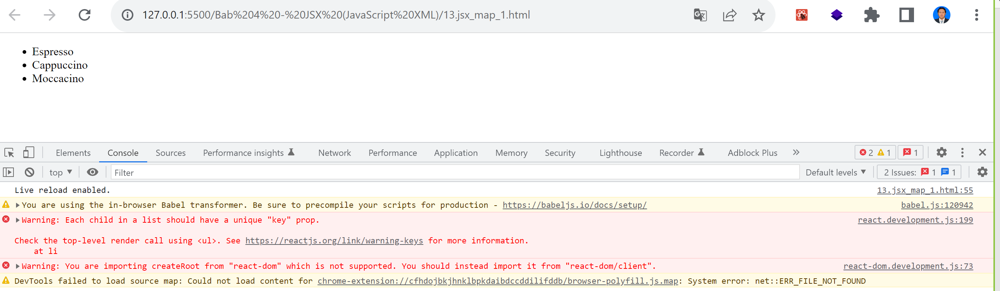 127.0.0.1:5500/Bab%204%20-%20JSX%20(JavaScript%20XML)/13.jsx_map_1.html
Espresso
Cappuccino
Moccacino
Elements Console Sources Performance insights Network Performance Application Memory Security Lighthouse Recorder Adblock Plus 2 1 1
top Filter Default levels 2 Issues: 1 1
Live reload enabled. 13.jsx_map_1.html:55
You are using the in-browser Babel transformer. Be sure to precompile your scripts for production - https://babeljs.io/docs/setup/ babel.js:120942
Warning: Each child in a list should have a unique "key" prop. react.development.js:199
Check the top-level render call using <ul>. See https://reactjs.org/link/warning-keys for more information.
at li
Warning: You are importing createRoot from "react-dom" which is not supported. You should instead import it from "react-dom/client". react-dom.development.js:73
DevTools failed to load source map: Could not load content for chrome-extension://cfhdojbkjhnklbpkdaibdccddilifddb/browser-polyfill.js.map: System error: net::ERR_FILE_NOT_FOUND